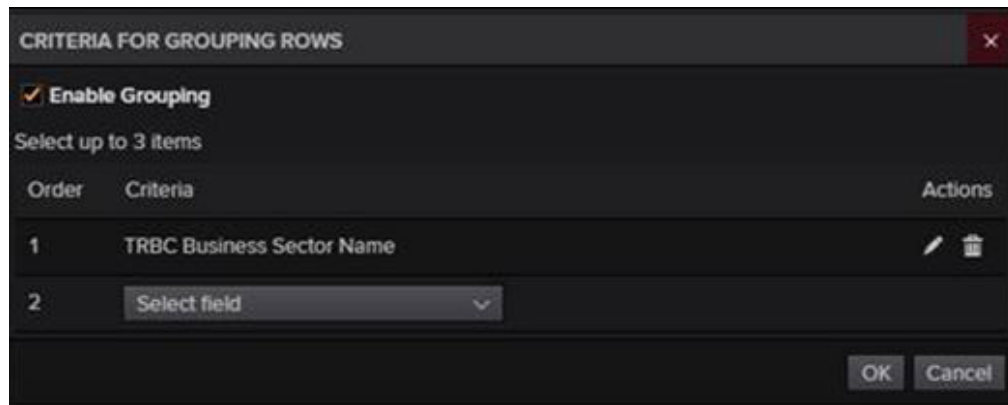 CRITERIA FOR GROUPING ROWS
Enable Grouping
Select up to 3 items
Order Criteria Actions
1 TRBC Business Sector Name
2 Select field
OK Cancel